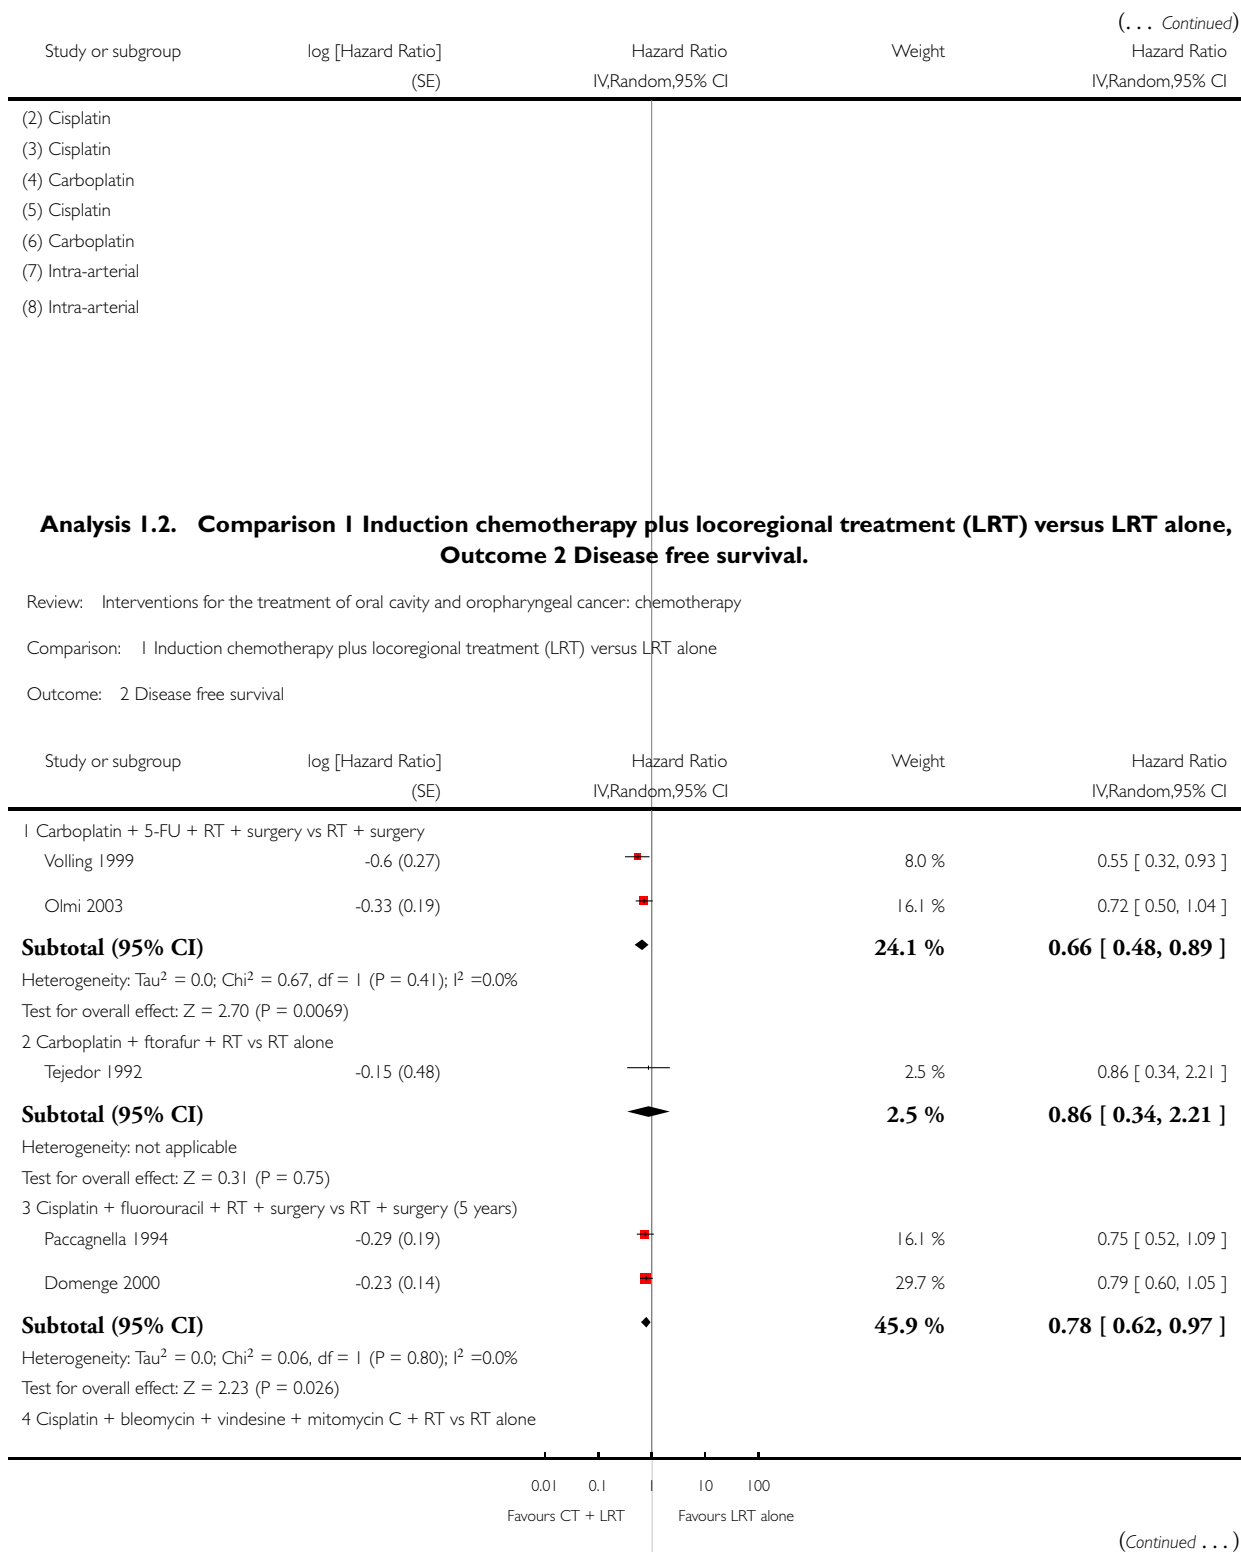 (... Continued)
Study or subgroup log [Hazard Ratio] Hazard Ratio Weight Hazard Ratio
(SE) IV,Random,95% CI IV,Random,95% CI
(2) Cisplatin
(3) Cisplatin
(4) Carboplatin
(5) Cisplatin
(6) Carboplatin
(7) Intra-arterial
(8) Intra-arterial
Analysis 1.2. Comparison 1 Induction chemotherapy plus locoregional treatment (LRT) versus LRT alone,
Outcome 2 Disease free survival.
Review: Interventions for the treatment of oral cavity and oropharyngeal cancer: chemotherapy
Comparison: 1 Induction chemotherapy plus locoregional treatment (LRT) versus LRT alone
Outcome: 2 Disease free survival
Study or subgroup log [Hazard Ratio] Hazard Ratio Weight Hazard Ratio
(SE) IV,Random,95% CI IV,Random,95% CI
1 Carboplatin + 5-FU + RT + surgery vs RT + surgery
Volling 1999 -0.6 (0.27) 8.0 % 0.55 [ 0.32, 0.93 ]
Olmi 2003 -0.33 (0.19) 16.1 % 0.72 [ 0.50, 1.04 ]
Subtotal (95% CI) 24.1 % 0.66 [ 0.48, 0.89 ]
Heterogeneity: Tau² = 0.0; Chi² = 0.67, df = 1 (P = 0.41); I² =0.0%
Test for overall effect: Z = 2.70 (P = 0.0069)
2 Carboplatin + ftorafur + RT vs RT alone
Tejedor 1992 -0.15 (0.48) 2.5 % 0.86 [ 0.34, 2.21 ]
Subtotal (95% CI) 2.5 % 0.86 [ 0.34, 2.21 ]
Heterogeneity: not applicable
Test for overall effect: Z = 0.31 (P = 0.75)
3 Cisplatin + fluorouracil + RT + surgery vs RT + surgery (5 years)
Paccagnella 1994 -0.29 (0.19) 16.1 % 0.75 [ 0.52, 1.09 ]
Domenge 2000 -0.23 (0.14) 29.7 % 0.79 [ 0.60, 1.05 ]
Subtotal (95% CI) 45.9 % 0.78 [ 0.62, 0.97 ]
Heterogeneity: Tau² = 0.0; Chi² = 0.06, df = 1 (P = 0.80); I² =0.0%
Test for overall effect: Z = 2.23 (P = 0.026)
4 Cisplatin + bleomycin + vindesine + mitomycin C + RT vs RT alone
0.01 0.1 1 10 100
Favours CT + LRT Favours LRT alone
(Continued ...)